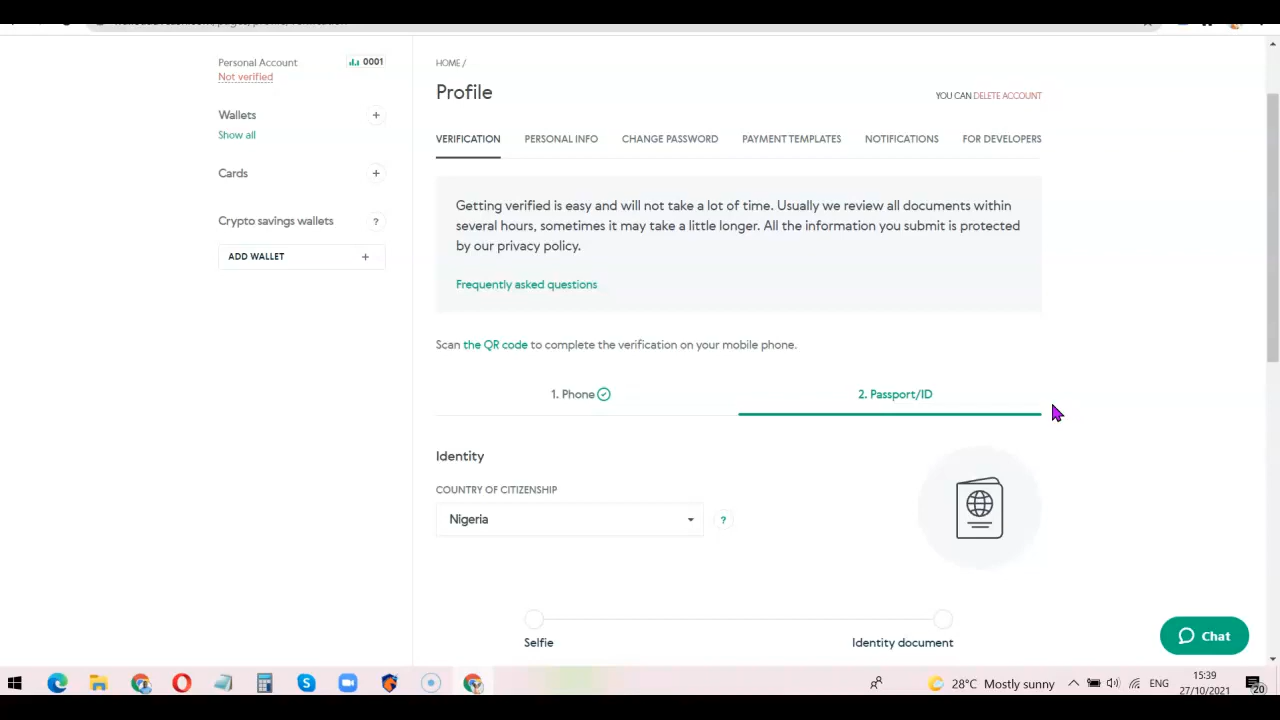 Personal Account
0001
Not verified
Wallets
+
Show all
Cards
+
Crypto savings wallets
?
ADD WALLET
+
HOME /
Profile
YOU CAN DELETE ACCOUNT
VERIFICATION PERSONAL INFO CHANGE PASSWORD PAYMENT TEMPLATES NOTIFICATIONS FOR DEVELOPERS
Getting verified is easy and will not take a lot of time. Usually we review all documents within
several hours, sometimes it may take a little longer. All the information you submit is protected
by our privacy policy.
Frequently asked questions
Scan the QR code to complete the verification on your mobile phone.
1. Phone
2. Passport/ID
Identity
COUNTRY OF CITIZENSHIP
Nigeria
?
Selfie
Identity document
Chat
28°C Mostly sunny
ENG
15:39
27/10/2021
20